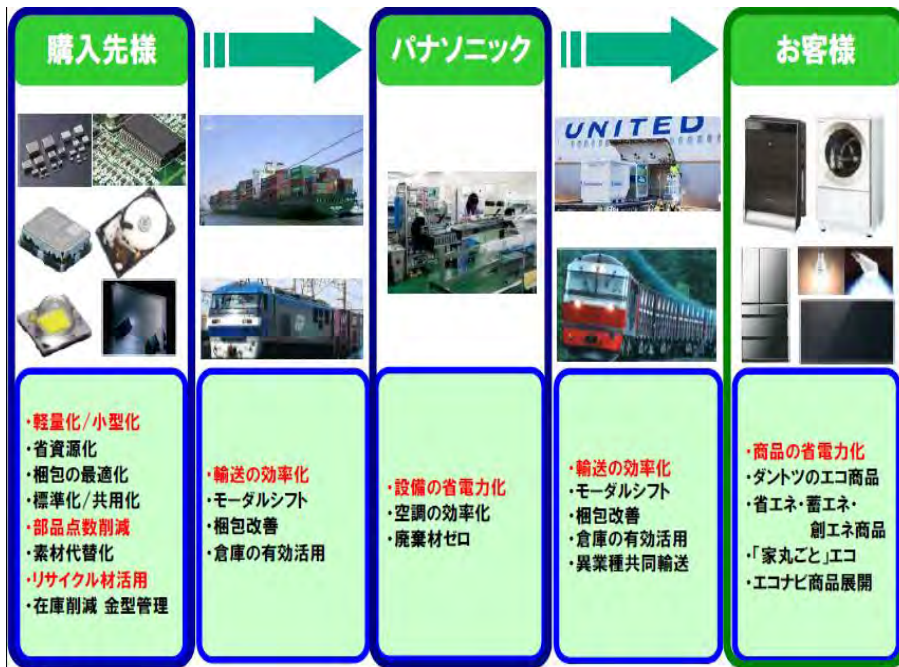 購入先様
パナソニック
お客様
UNITED
・軽量化/小型化
・省資源化
・梱包の最適化
・標準化/共用化
・部品点数削減
・素材代替化
・リサイクル材活用
・在庫削減 金型管理
・輸送の効率化
・モーダルシフト
・梱包改善
・倉庫の有効活用
・設備の省電力化
・空調の効率化
・廃棄材ゼロ
・輸送の効率化
・モーダルシフト
・梱包改善
・倉庫の有効活用
・異業種共同輸送
・商品の省電力化
・ダントツのエコ商品
・省エネ・蓄エネ・
創エネ商品
・「家丸ごと」エコ
・エコナビ商品展開